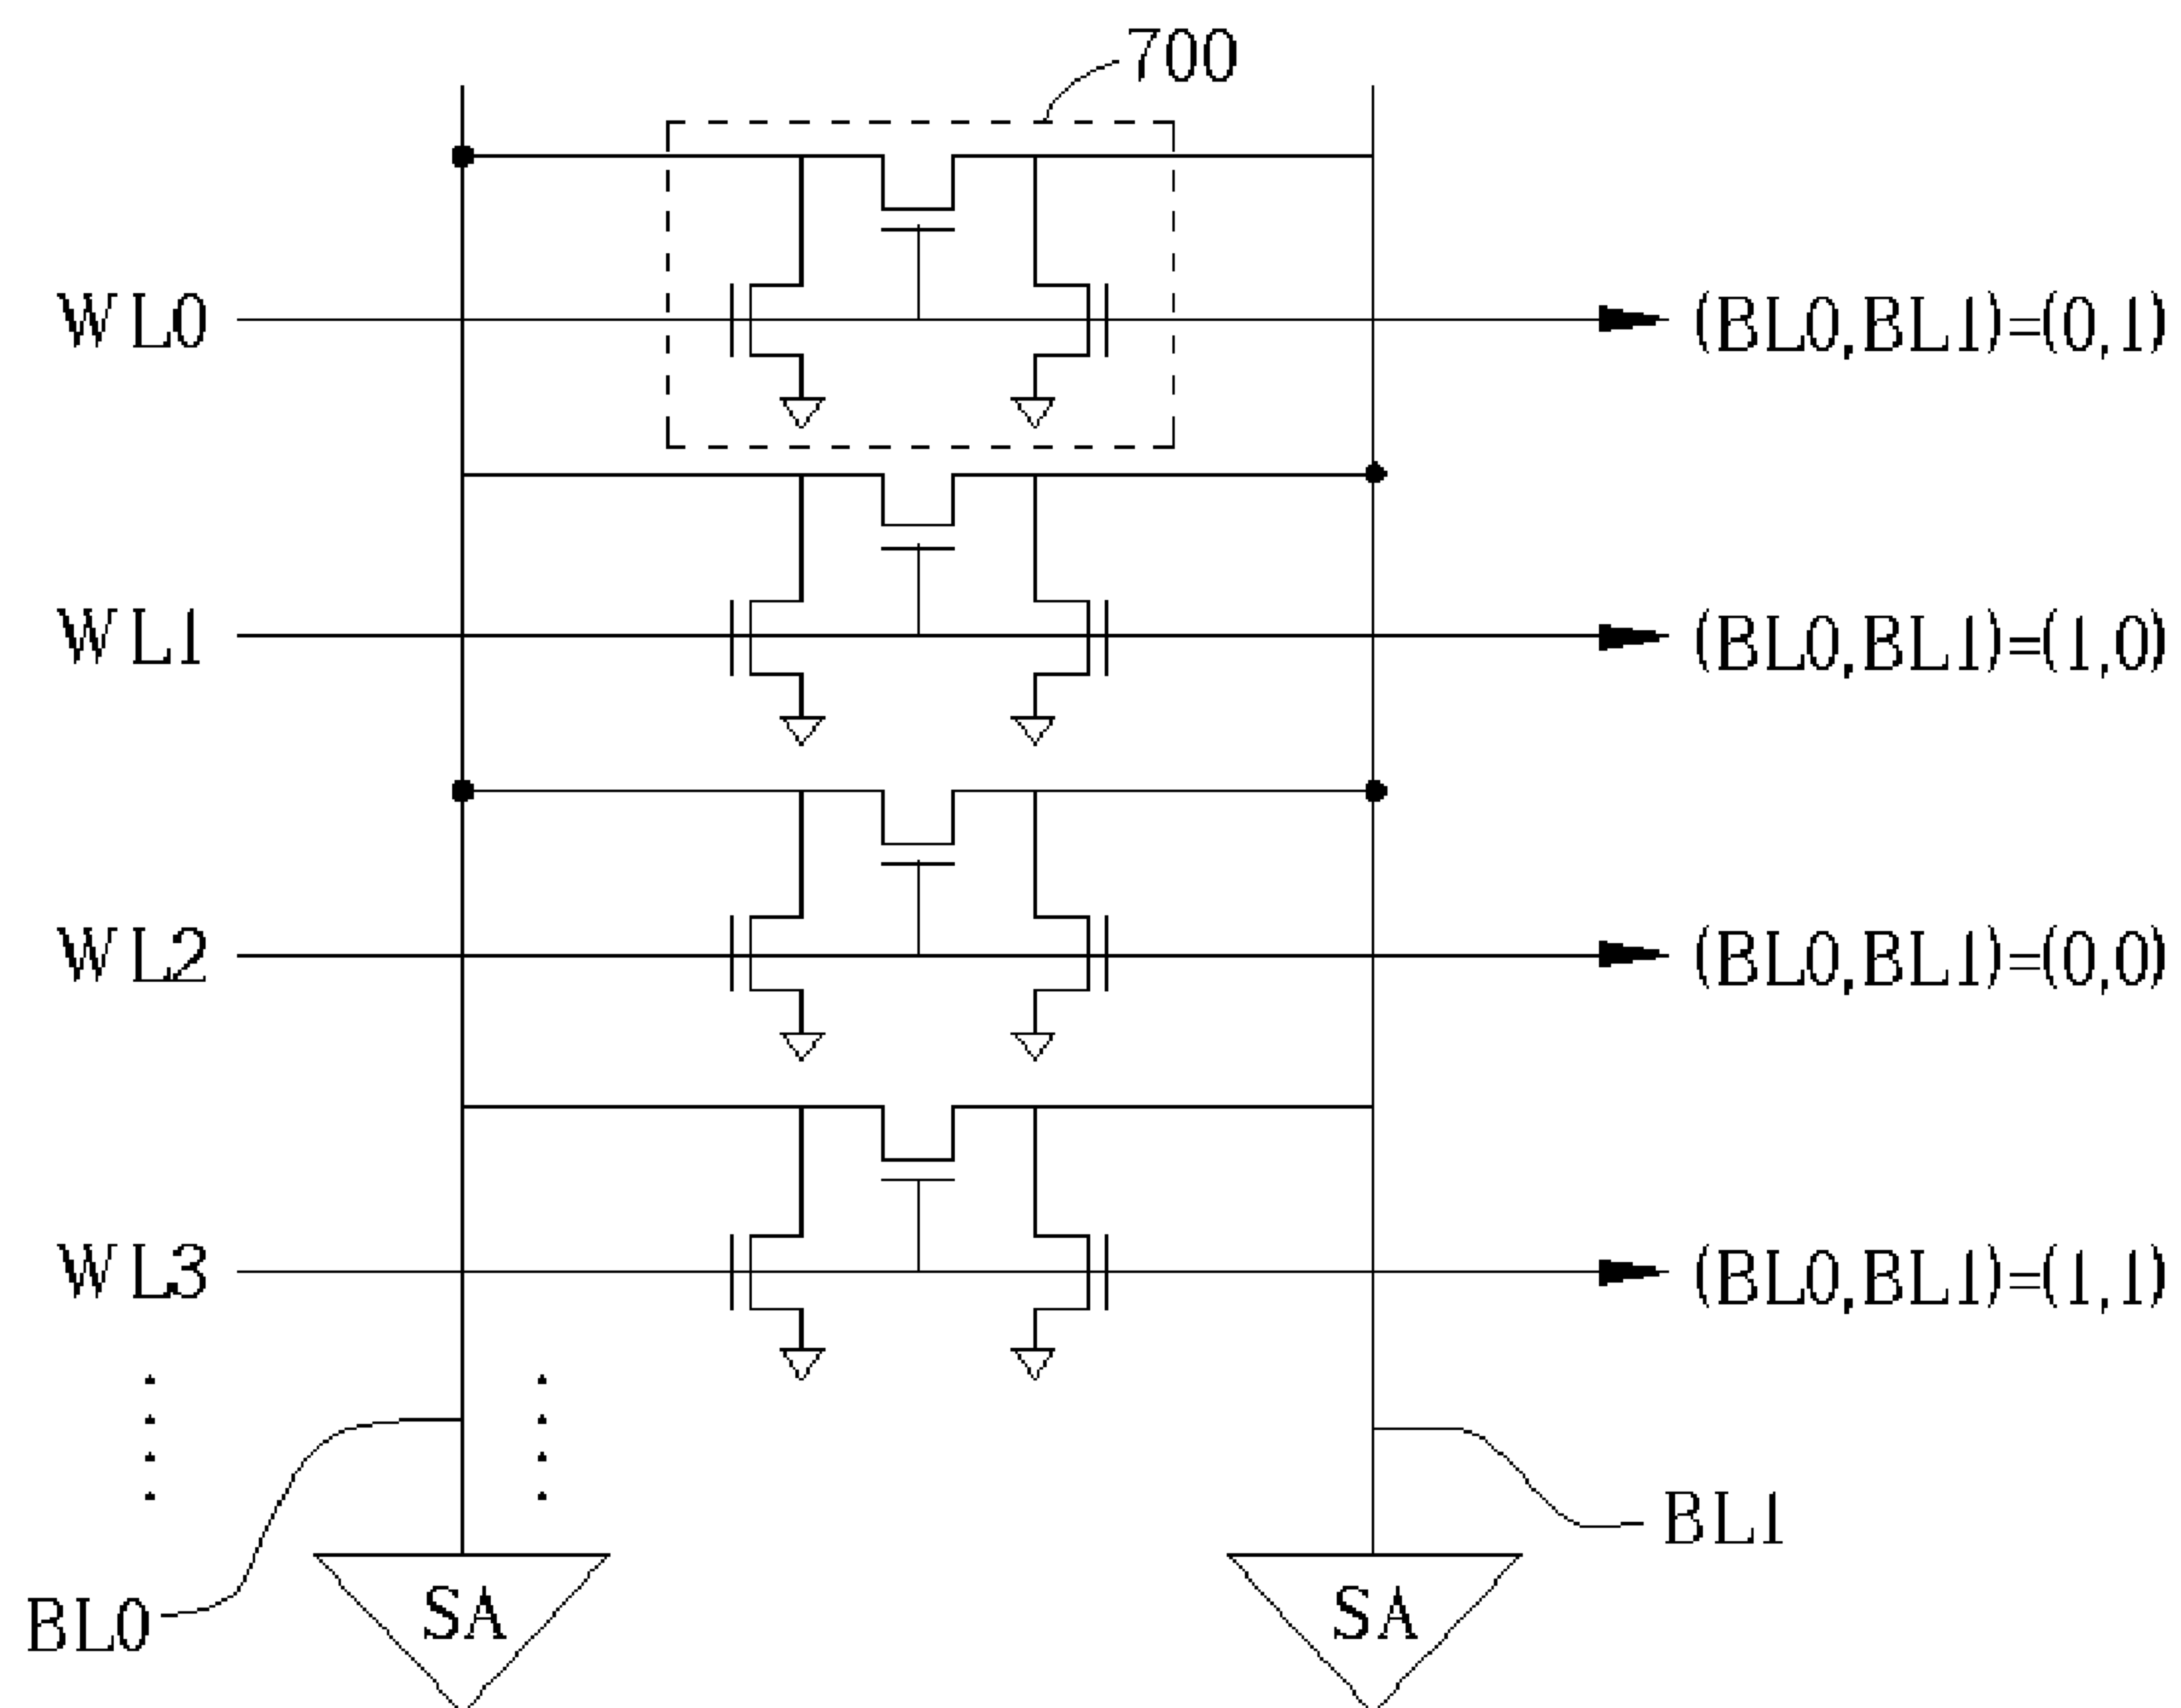 700
WL0
(BL0,BL1)=(0,1)
WL1
(BL0,BL1)=(1,0)
WL2
(BL0,BL1)=(0,0)
WL3
(BL0,BL1)=(1,1)
BL1
BL0
SA
SA